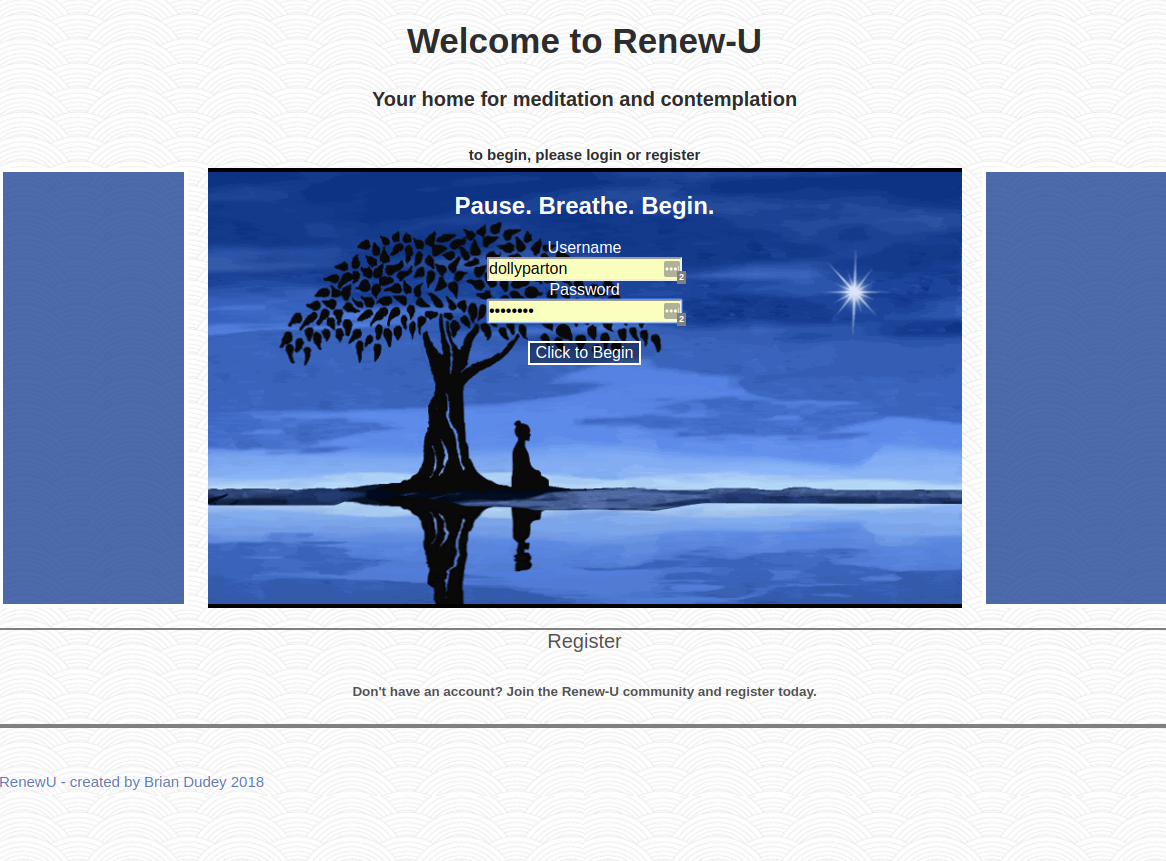 Welcome to Renew-U
Your home for meditation and contemplation
to begin, please login or register
Pause. Breathe. Begin.
Username
dollyparton
2
Password
••••••••
2
Click to Begin
Register
Don't have an account? Join the Renew-U community and register today.
RenewU - created by Brian Dudey 2018